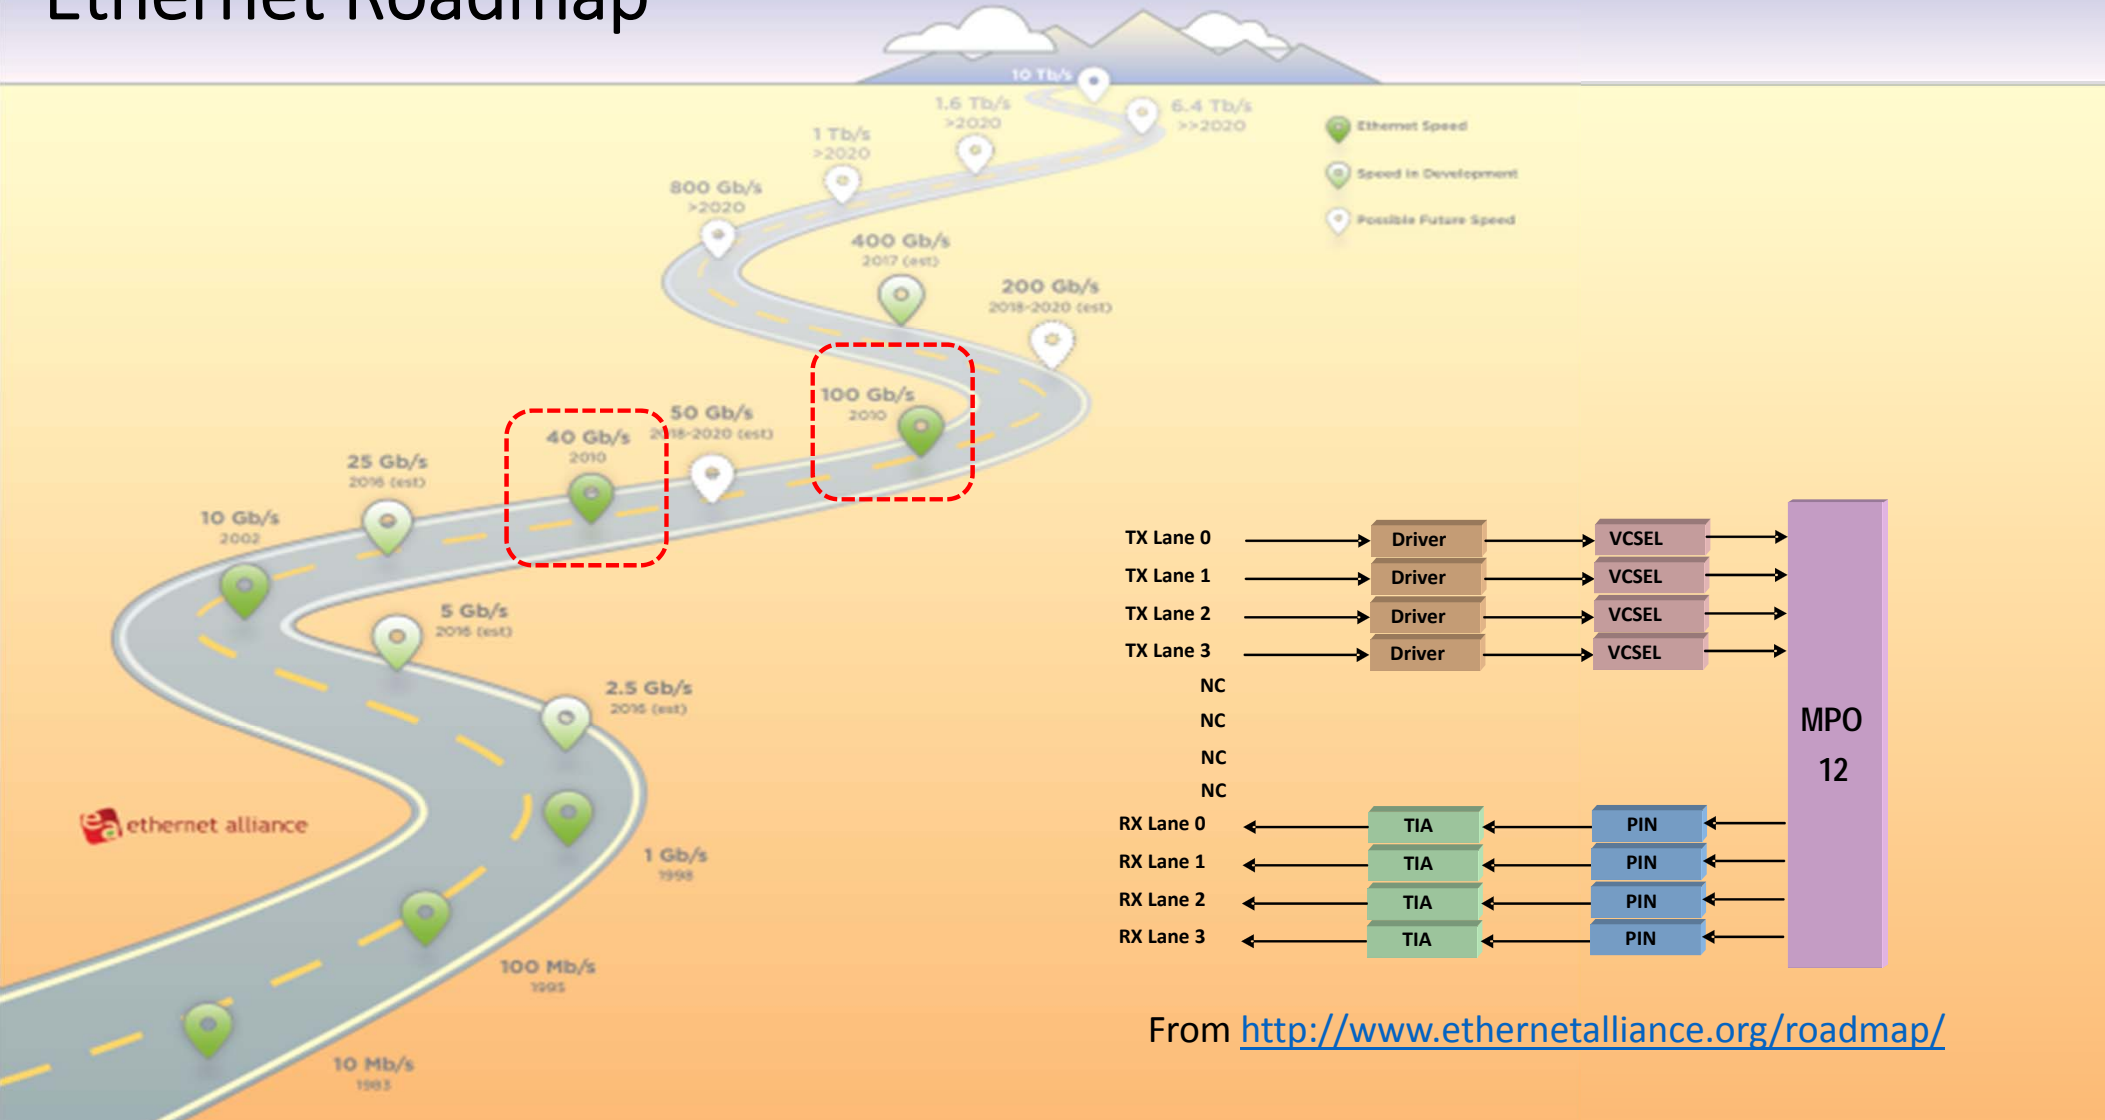 Ethernet Roadmap
10 Tb/s
1.6 Tb/s
>2020
6.4 Tb/s
>>2020
1 Tb/s
>2020
Ethernet Speed
Speed in Development
Possible Future Speed
800 Gb/s
>2020
400 Gb/s
2017 (est)
200 Gb/s
2018-2020 (est)
100 Gb/s
2010
50 Gb/s
2018-2020 (est)
40 Gb/s
2010
25 Gb/s
2016 (est)
10 Gb/s
2002
5 Gb/s
2016 (est)
2.5 Gb/s
2016 (est)
ea ethernet alliance
1 Gb/s
1998
100 Mb/s
1995
10 Mb/s
1983
TX Lane 0 Driver VCSEL
TX Lane 1 Driver VCSEL
TX Lane 2 Driver VCSEL
TX Lane 3 Driver VCSEL
NC
NC
NC
NC
MPO
12
RX Lane 0 TIA PIN
RX Lane 1 TIA PIN
RX Lane 2 TIA PIN
RX Lane 3 TIA PIN
From http://www.ethernetalliance.org/roadmap/